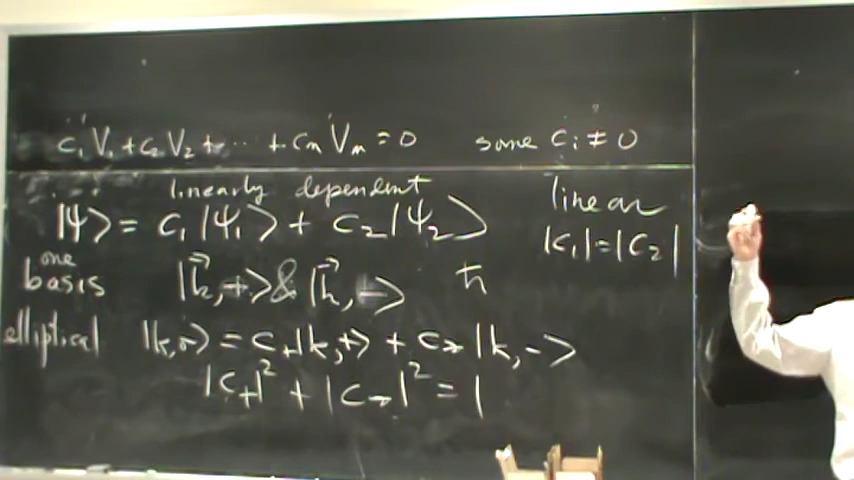 c₁V₁ + c₂V₂ + ··· + cₘVₘ = 0 some cᵢ ≠ 0
linearly dependent
|ψ> = c₁|ψ₁> + c₂|ψ₂> linear
|c₁| = |c₂|
one basis |k⃗,+> & |k⃗,-> ħ
elliptical |k,σ> = c₊|k,+> + c₋|k,->
|c₊|² + |c₋|² = 1